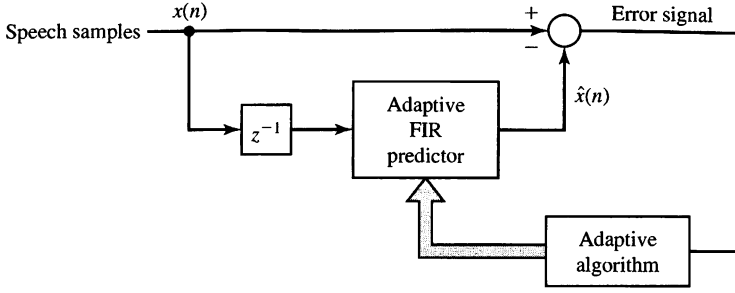 x(n)
Speech samples
+
−
Error signal
x̂(n)
z⁻¹
Adaptive
FIR
predictor
Adaptive
algorithm